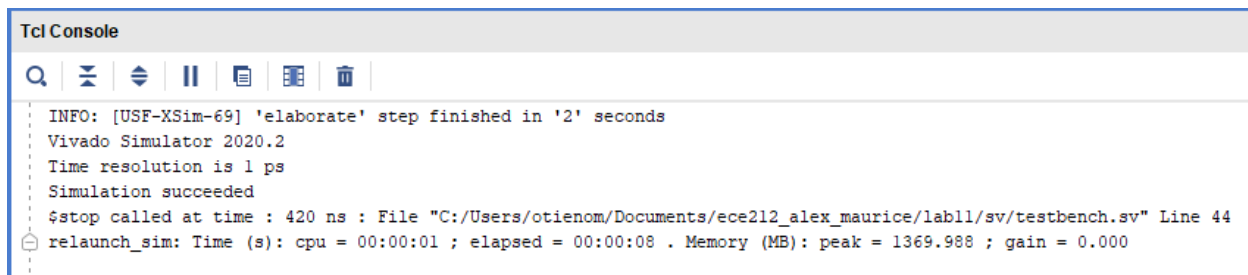 Tcl Console
INFO: [USF-XSim-69] 'elaborate' step finished in '2' seconds
Vivado Simulator 2020.2
Time resolution is 1 ps
Simulation succeeded
$stop called at time : 420 ns : File "C:/Users/otienom/Documents/ece212_alex_maurice/lab11/sv/testbench.sv" Line 44
relaunch_sim: Time (s): cpu = 00:00:01 ; elapsed = 00:00:08 . Memory (MB): peak = 1369.988 ; gain = 0.000